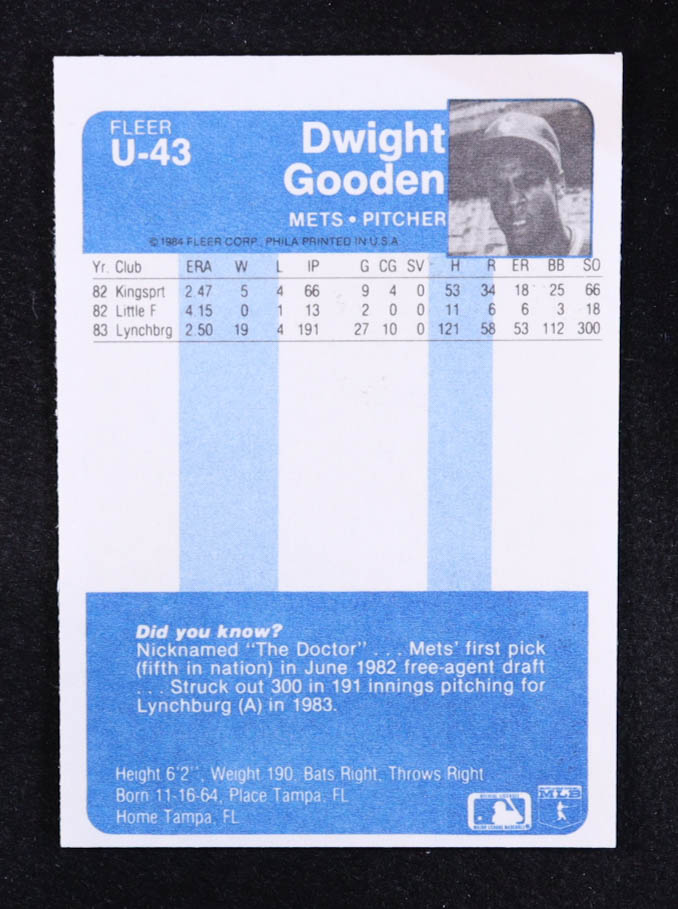 FLEER
U-43
Dwight
Gooden
METS • PITCHER
© 1984 FLEER CORP., PHILA PRINTED IN U.S.A.
Yr. Club ERA W L IP G CG SV H R ER BB SO
82 Kingsprt 2.47 5 4 66 9 4 0 53 34 18 25 66
82 Little F 4.15 0 1 13 2 0 0 11 6 6 3 18
83 Lynchbrg 2.50 19 4 191 27 10 0 121 58 53 112 300
Did you know?
Nicknamed "The Doctor" . . . Mets' first pick
(fifth in nation) in June 1982 free-agent draft
. . . Struck out 300 in 191 innings pitching for
Lynchburg (A) in 1983.
Height 6'2", Weight 190, Bats Right, Throws Right
Born 11-16-64, Place Tampa, FL
Home Tampa, FL
MAJOR LEAGUE BASEBALL
MLB